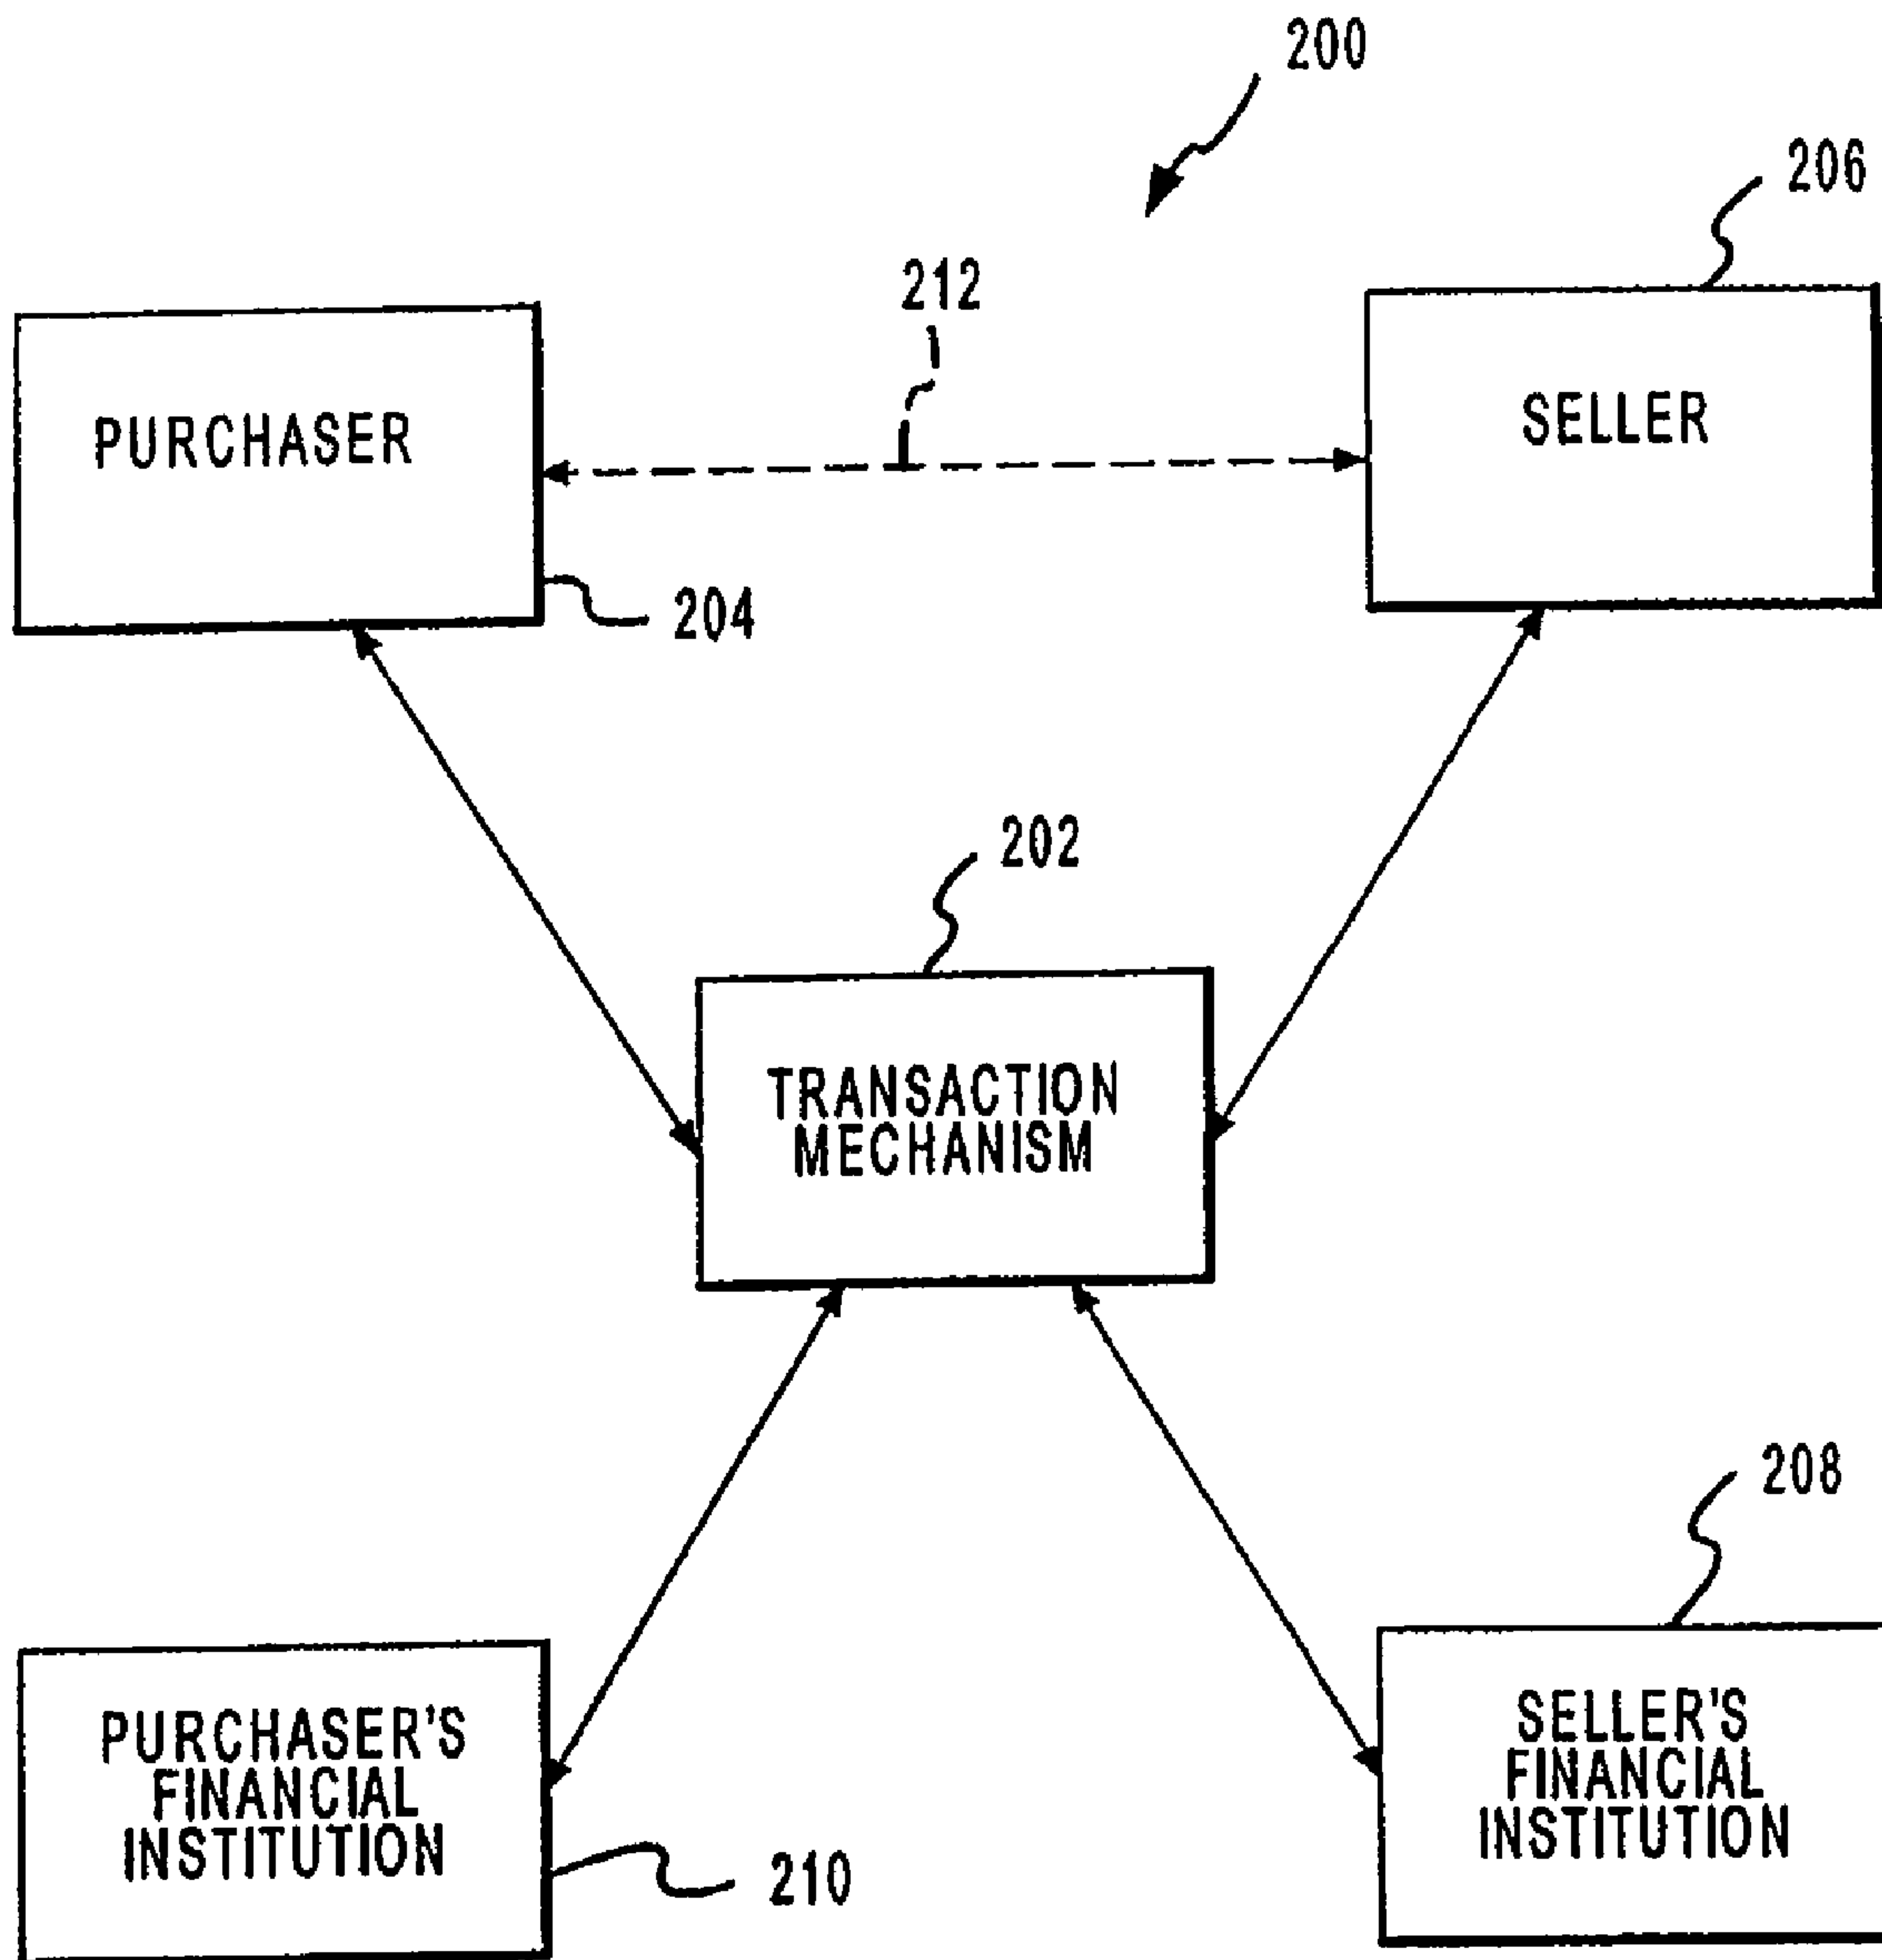 200
206
212
PURCHASER
SELLER
204
202
TRANSACTION
MECHANISM
208
PURCHASER'S
FINANCIAL
INSTITUTION
SELLER'S
FINANCIAL
INSTITUTION
210